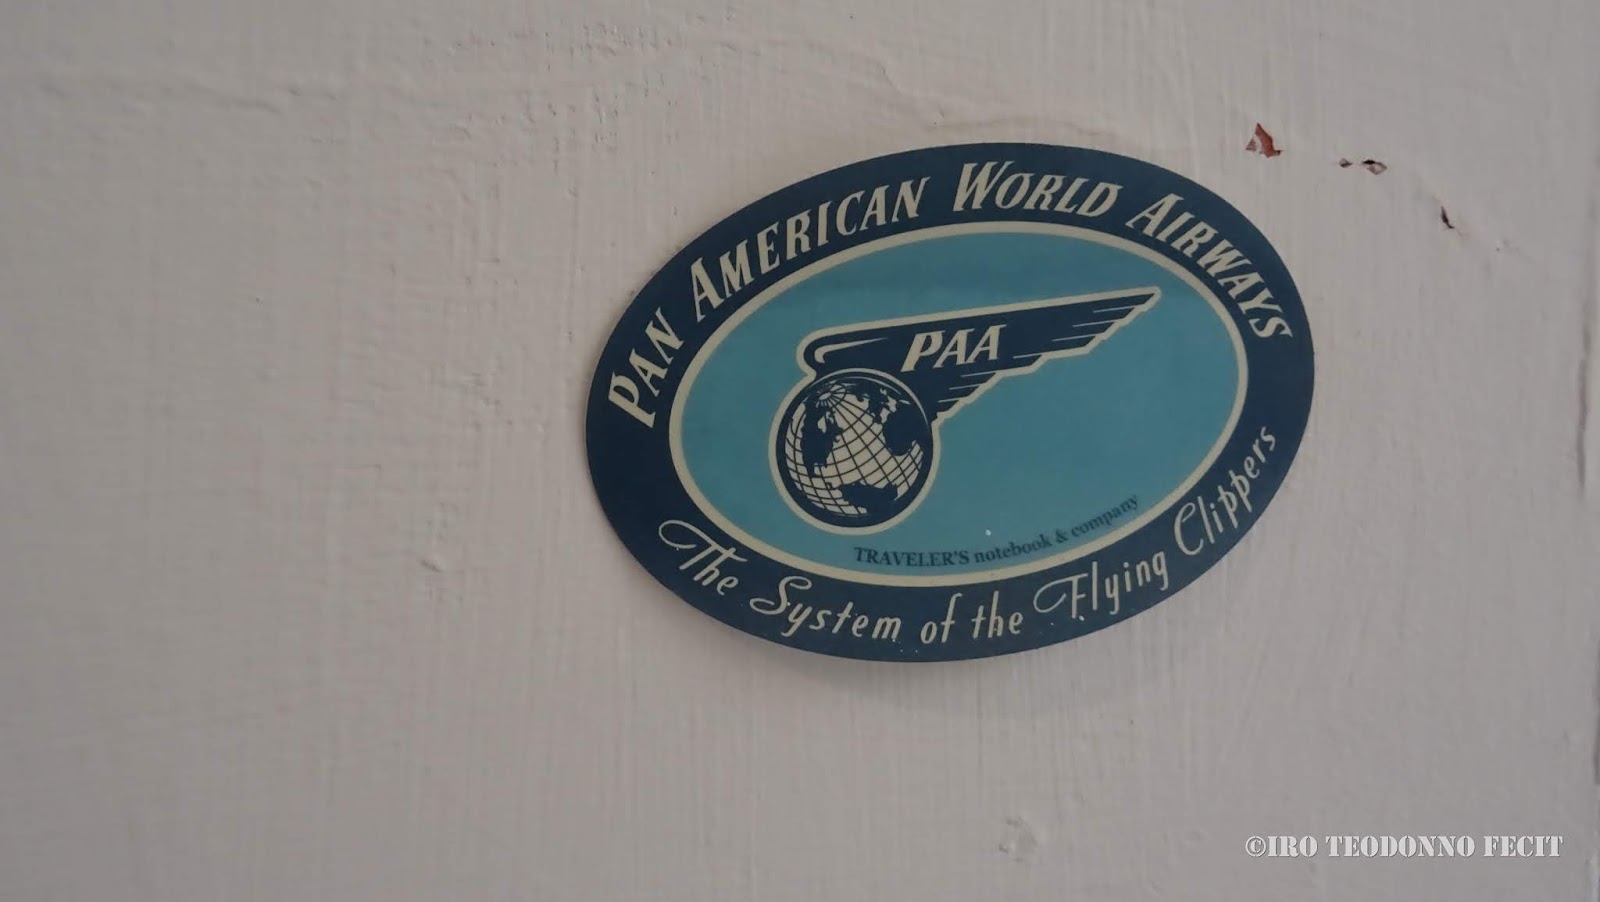 PAN AMERICAN WORLD AIRWAYS
PAA
TRAVELER'S notebook & company
The System of the Flying Clippers
©IRO TEODONNO FECIT